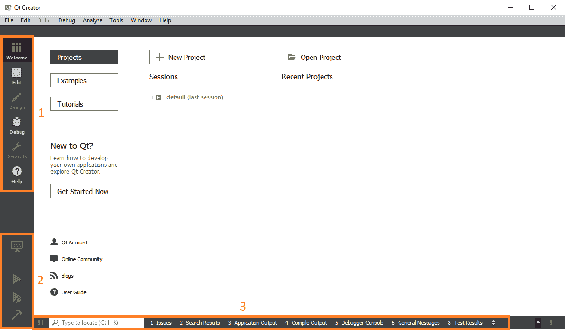 Qt Creator
File Edit Build Debug Analyze Tools Window Help
Welcome
Edit
Design
Debug
Projects
Help
1
2
3
Projects
Examples
Tutorials
New to Qt?
Learn how to develop
your own applications and
explore Qt Creator.
Get Started Now
Qt Account
Online Community
Blogs
User Guide
New Project
Open Project
Sessions
Recent Projects
1 default (last session)
Type to locate (Ctrl+K)
1 Issues 2 Search Results 3 Application Output 4 Compile Output 5 Debugger Console 6 General Messages 8 Test Results